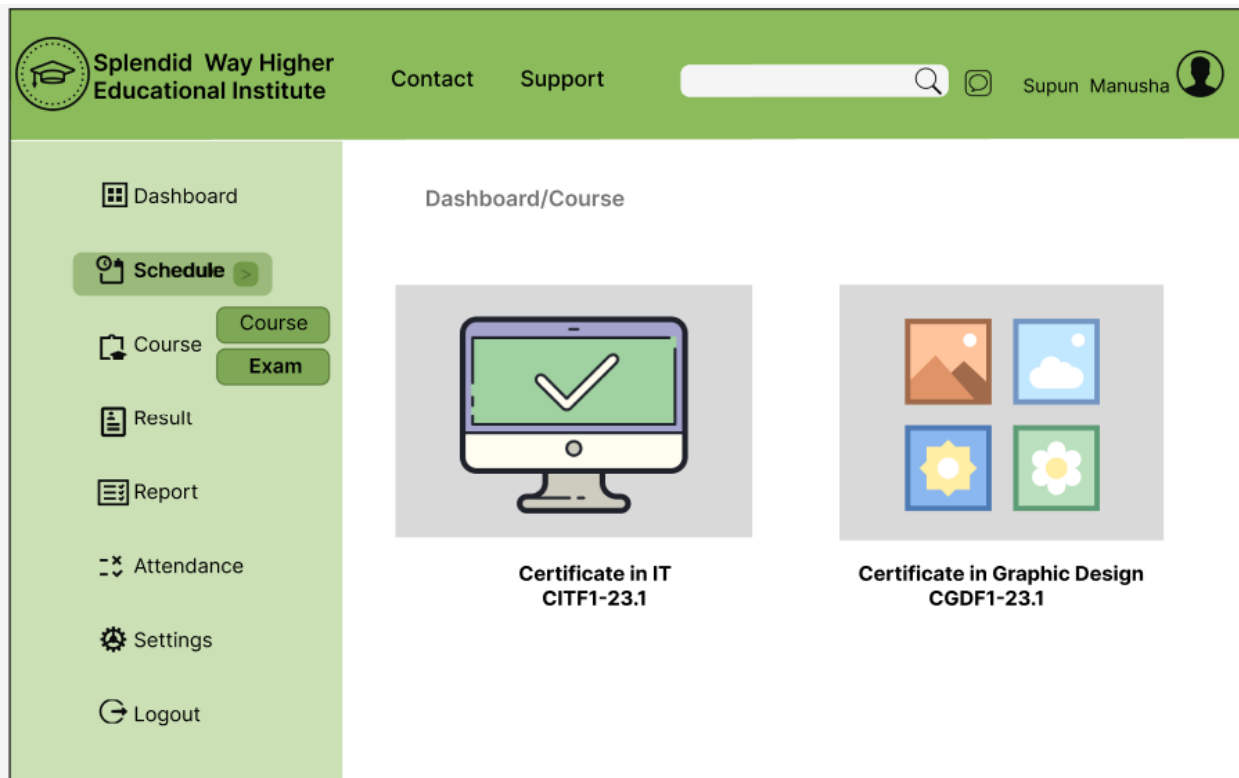 Splendid Way Higher
Educational Institute
Contact
Support
Supun Manusha
Dashboard
Schedule >
Course
Course
Exam
Result
Report
Attendance
Settings
Logout
Dashboard/Course
Certificate in IT
CITF1-23.1
Certificate in Graphic Design
CGDF1-23.1